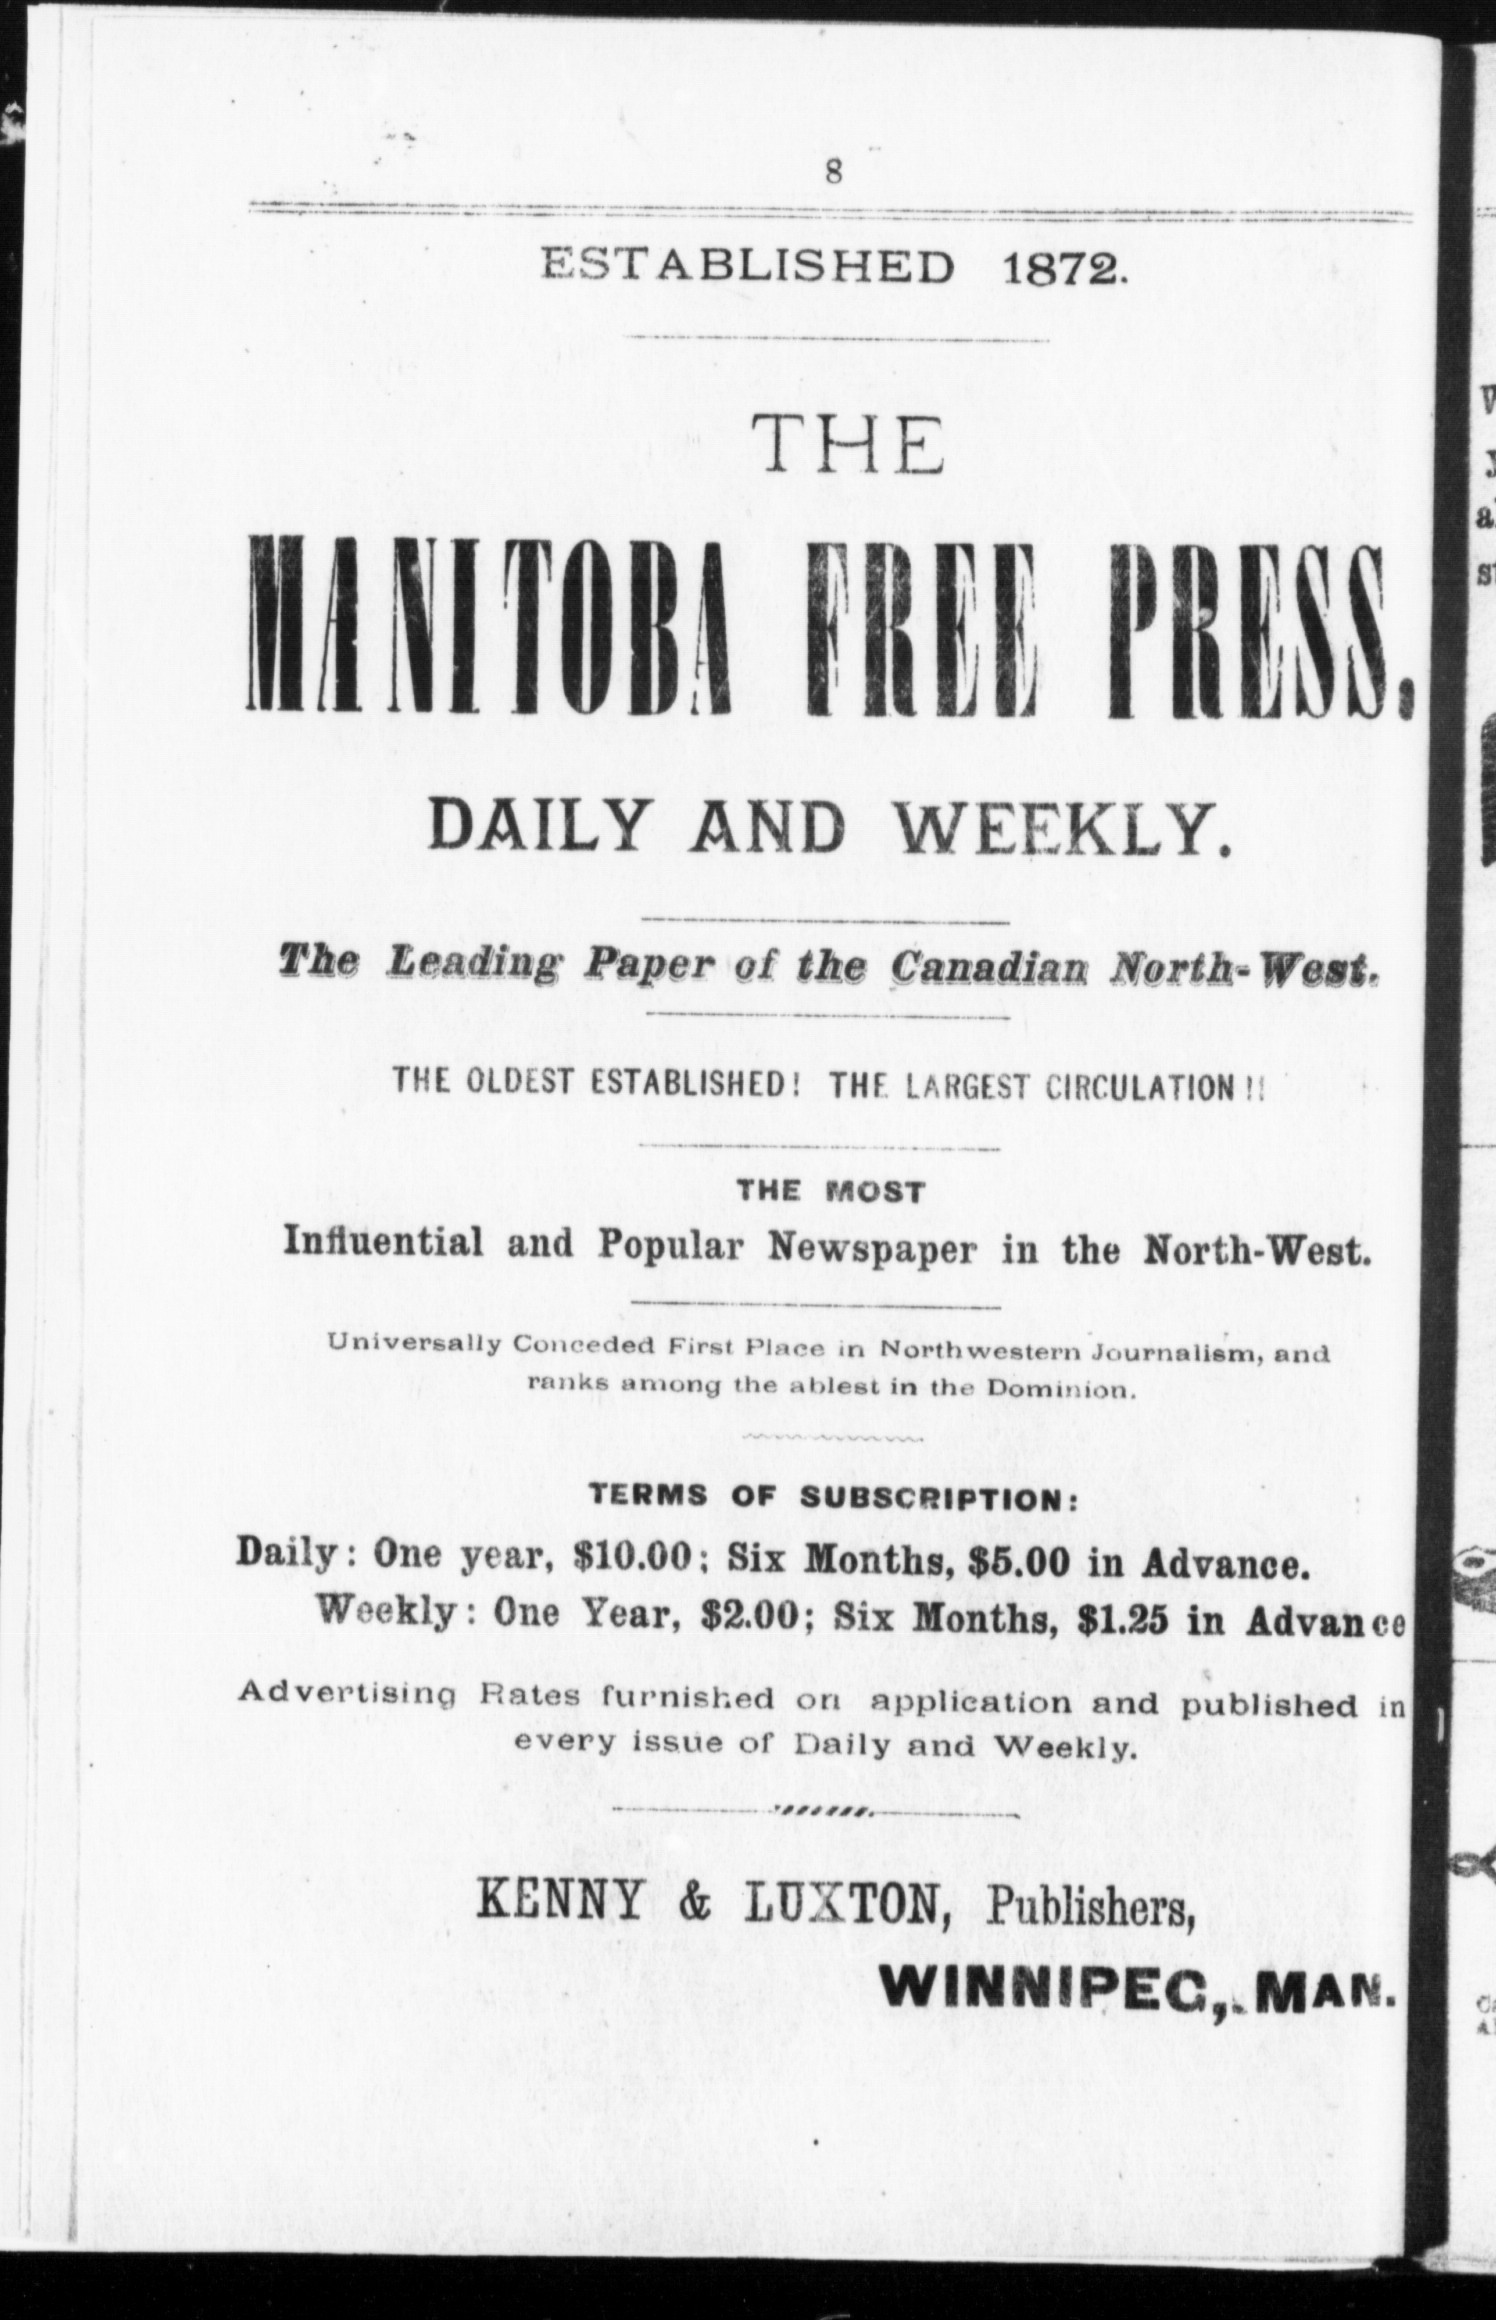 8
ESTABLISHED 1872.
THE
MANITOBA FREE PRESS.
DAILY AND WEEKLY.
The Leading Paper of the Canadian North-West.
THE OLDEST ESTABLISHED! THE LARGEST CIRCULATION!!
THE MOST
Influential and Popular Newspaper in the North-West.
Universally Conceded First Place in Northwestern Journalism, and
ranks among the ablest in the Dominion.
TERMS OF SUBSCRIPTION:
Daily: One year, $10.00; Six Months, $5.00 in Advance.
Weekly: One Year, $2.00; Six Months, $1.25 in Advance
Advertising Rates furnished on application and published in
every issue of Daily and Weekly.
KENNY & LUXTON, Publishers,
WINNIPEG, MAN.